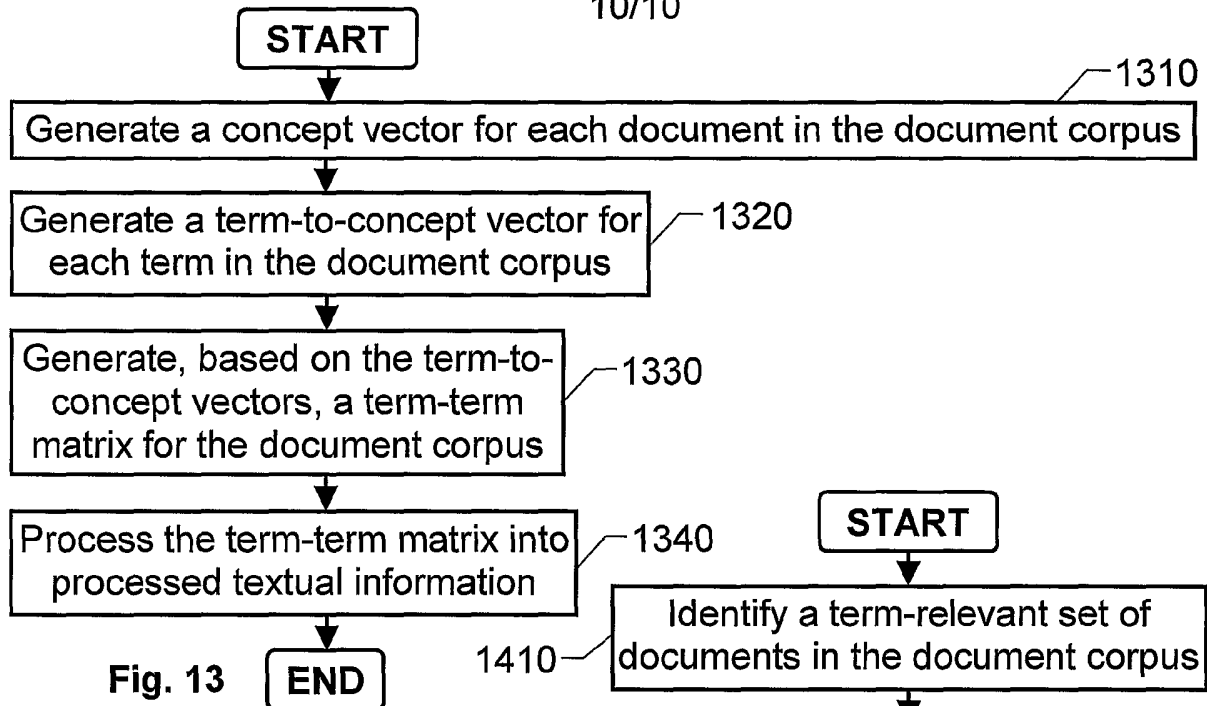 10/10
START
1310
Generate a concept vector for each document in the document corpus
Generate a term-to-concept vector for
each term in the document corpus
1320
Generate, based on the term-to-
concept vectors, a term-term
matrix for the document corpus
1330
Process the term-term matrix into
processed textual information
1340
END
Fig. 13
START
Identify a term-relevant set of
documents in the document corpus
1410